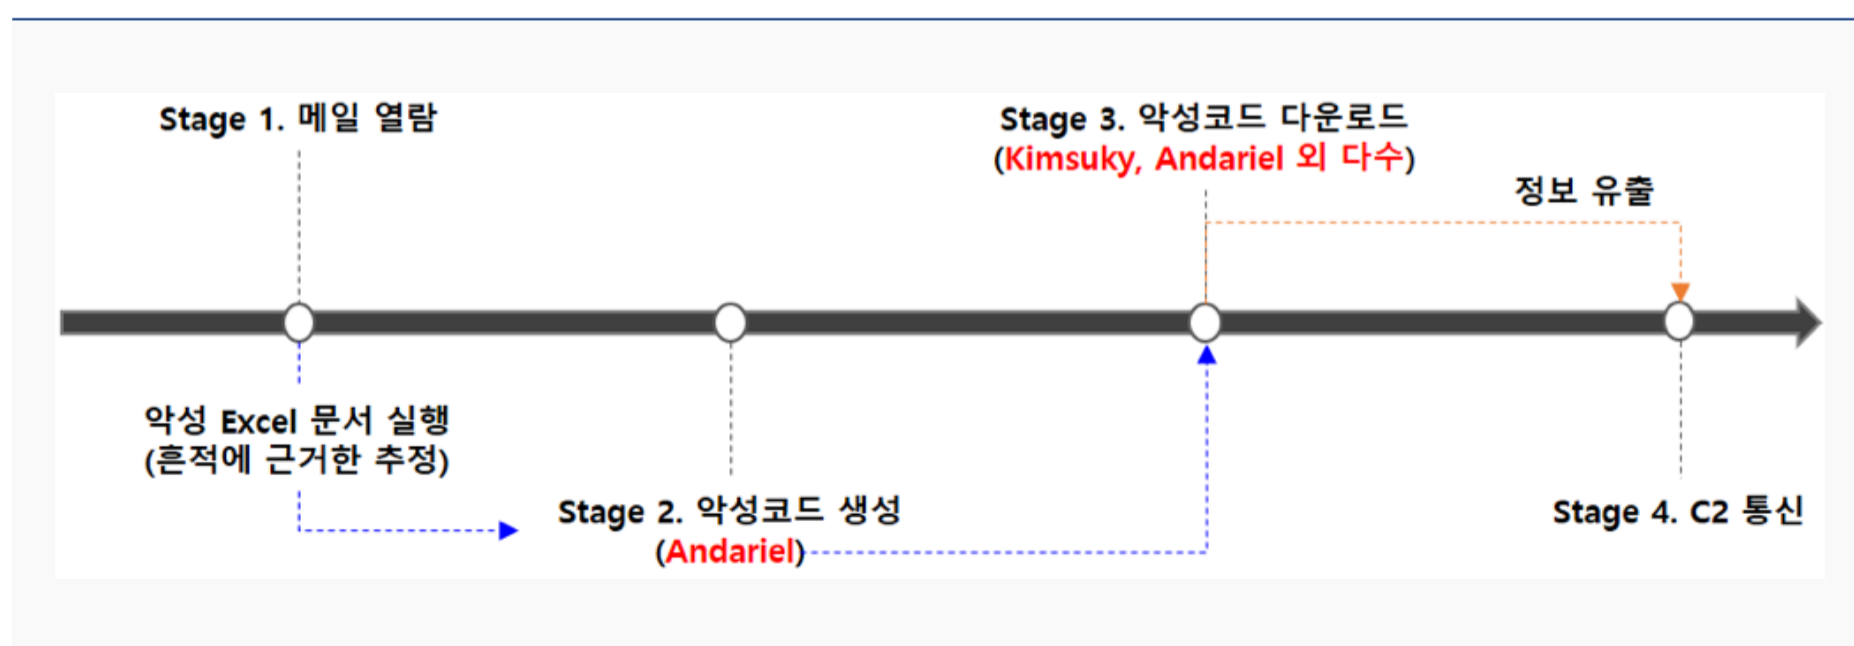 Stage 1. 메일 열람
악성 Excel 문서 실행
(흔적에 근거한 추정)
Stage 2. 악성코드 생성
(Andariel)
Stage 3. 악성코드 다운로드
(Kimsuky, Andariel 외 다수)
정보 유출
Stage 4. C2 통신